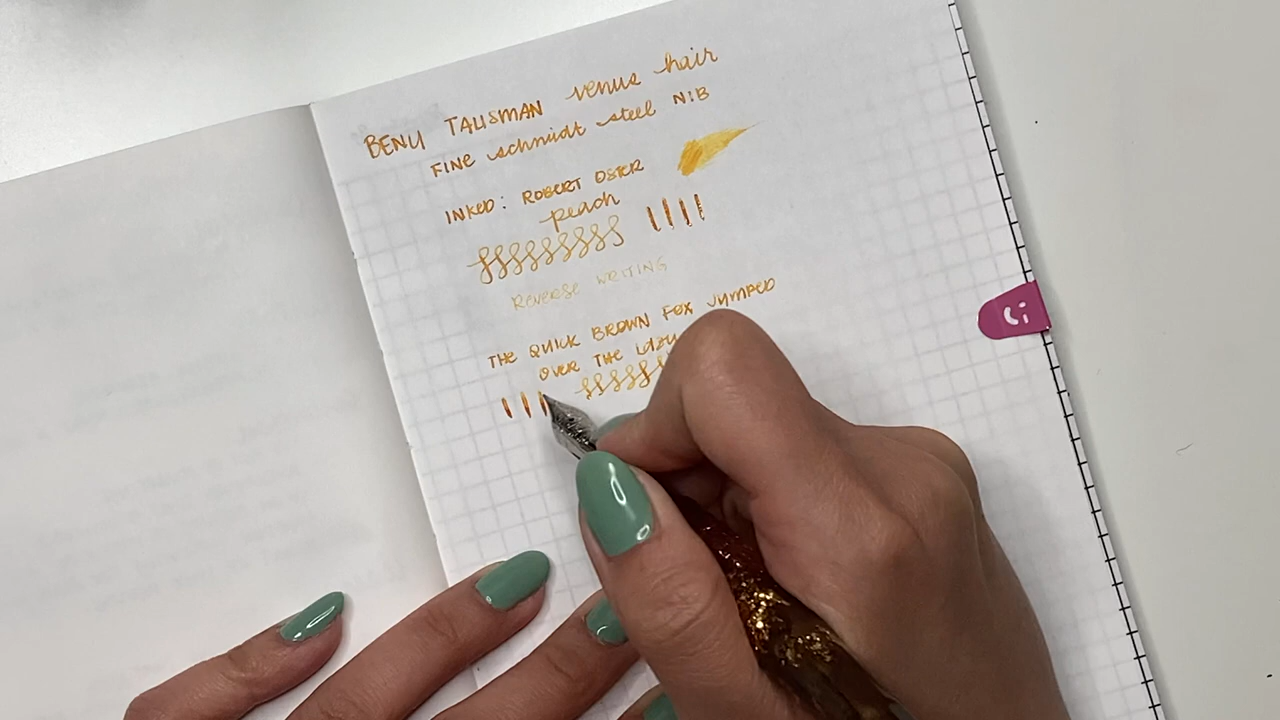 BENU TALISMAN venus hair
FINE schmidt steel NIB
INKED: ROBERT OSTER
peach
REVERSE WRITING
THE QUICK BROWN FOX JUMPED
OVER THE LAZY